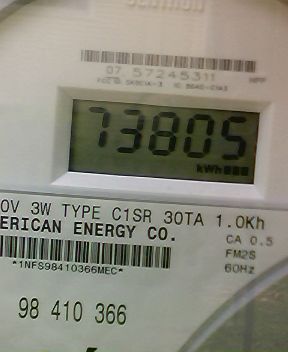 CENTRON
07 57245311
73805
kWh
0V 3W TYPE C1SR 30TA 1.0Kh
ERICAN ENERGY CO.
CA 0.5
FM2S
60Hz
*1NFS98410366MEC*
98 410 366